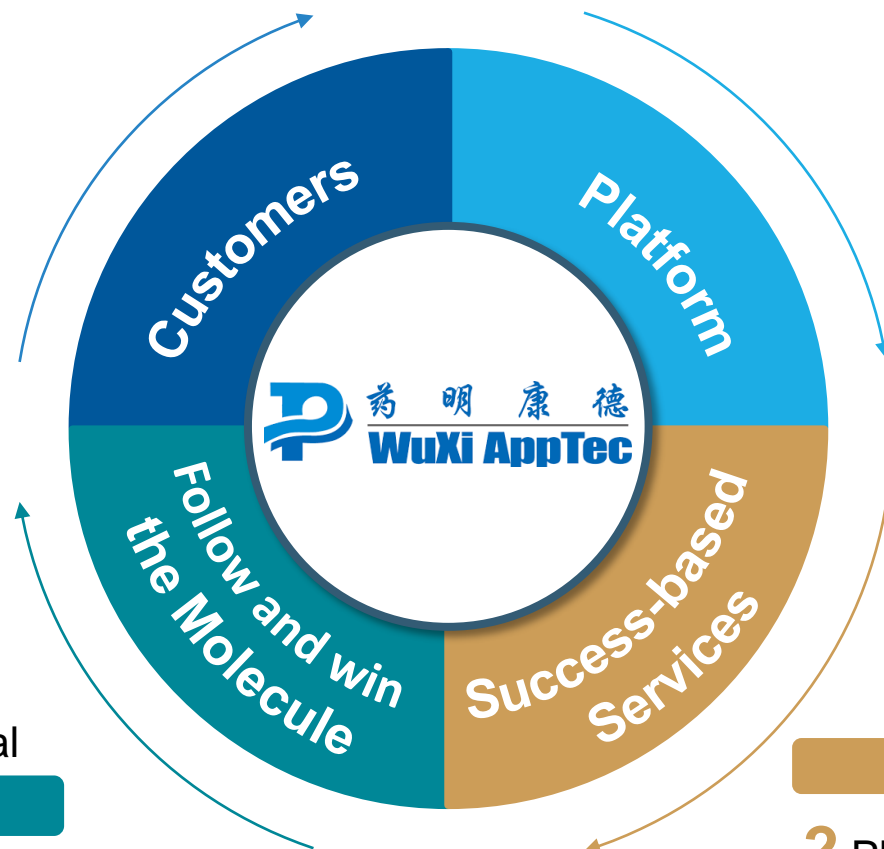 Customers
Platform
药明康德
WuXi AppTec
Follow and win
the Molecule
Success-based
Services
al
2